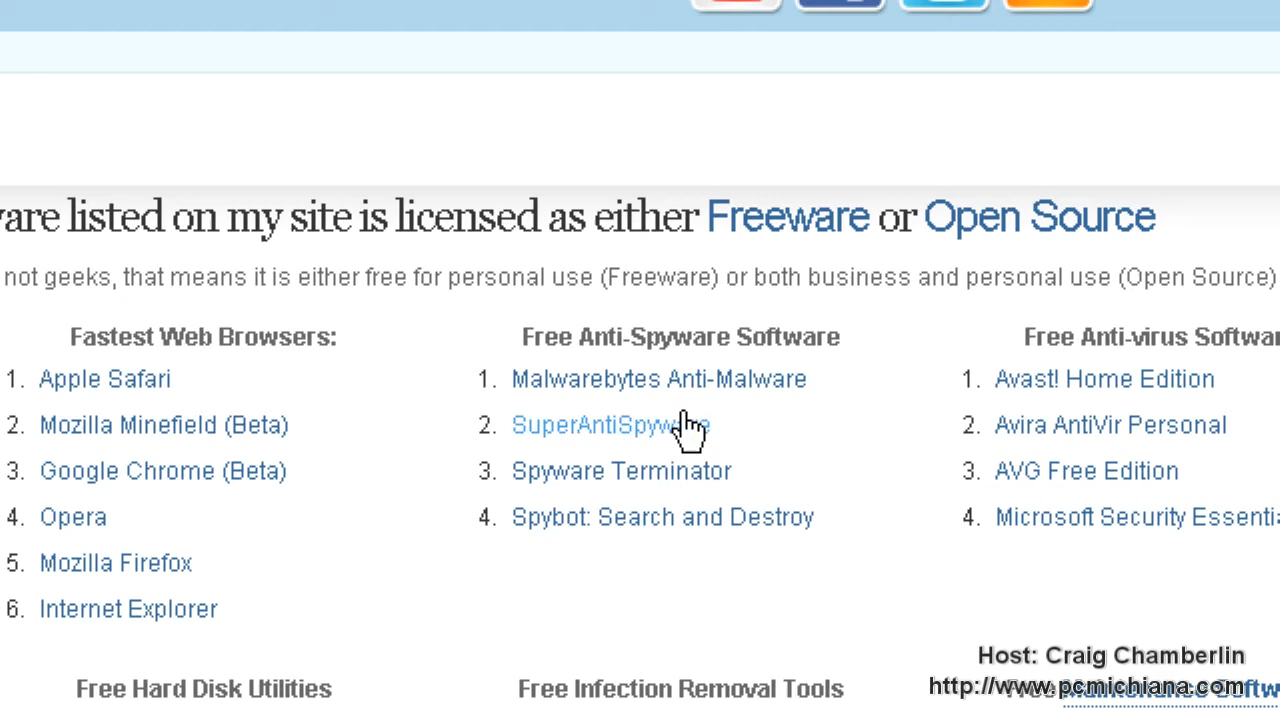 are listed on my site is licensed as either Freeware or Open Source
not geeks, that means it is either free for personal use (Freeware) or both business and personal use (Open Source)
Fastest Web Browsers:
1. Apple Safari
2. Mozilla Minefield (Beta)
3. Google Chrome (Beta)
4. Opera
5. Mozilla Firefox
6. Internet Explorer
Free Anti-Spyware Software
1. Malwarebytes Anti-Malware
2. SuperAntiSpyware
3. Spyware Terminator
4. Spybot: Search and Destroy
Free Anti-virus Softwar
1. Avast! Home Edition
2. Avira AntiVir Personal
3. AVG Free Edition
4. Microsoft Security Essentia
Free Hard Disk Utilities
Free Infection Removal Tools
Host: Craig Chamberlin
http://www.pcmichiana.com